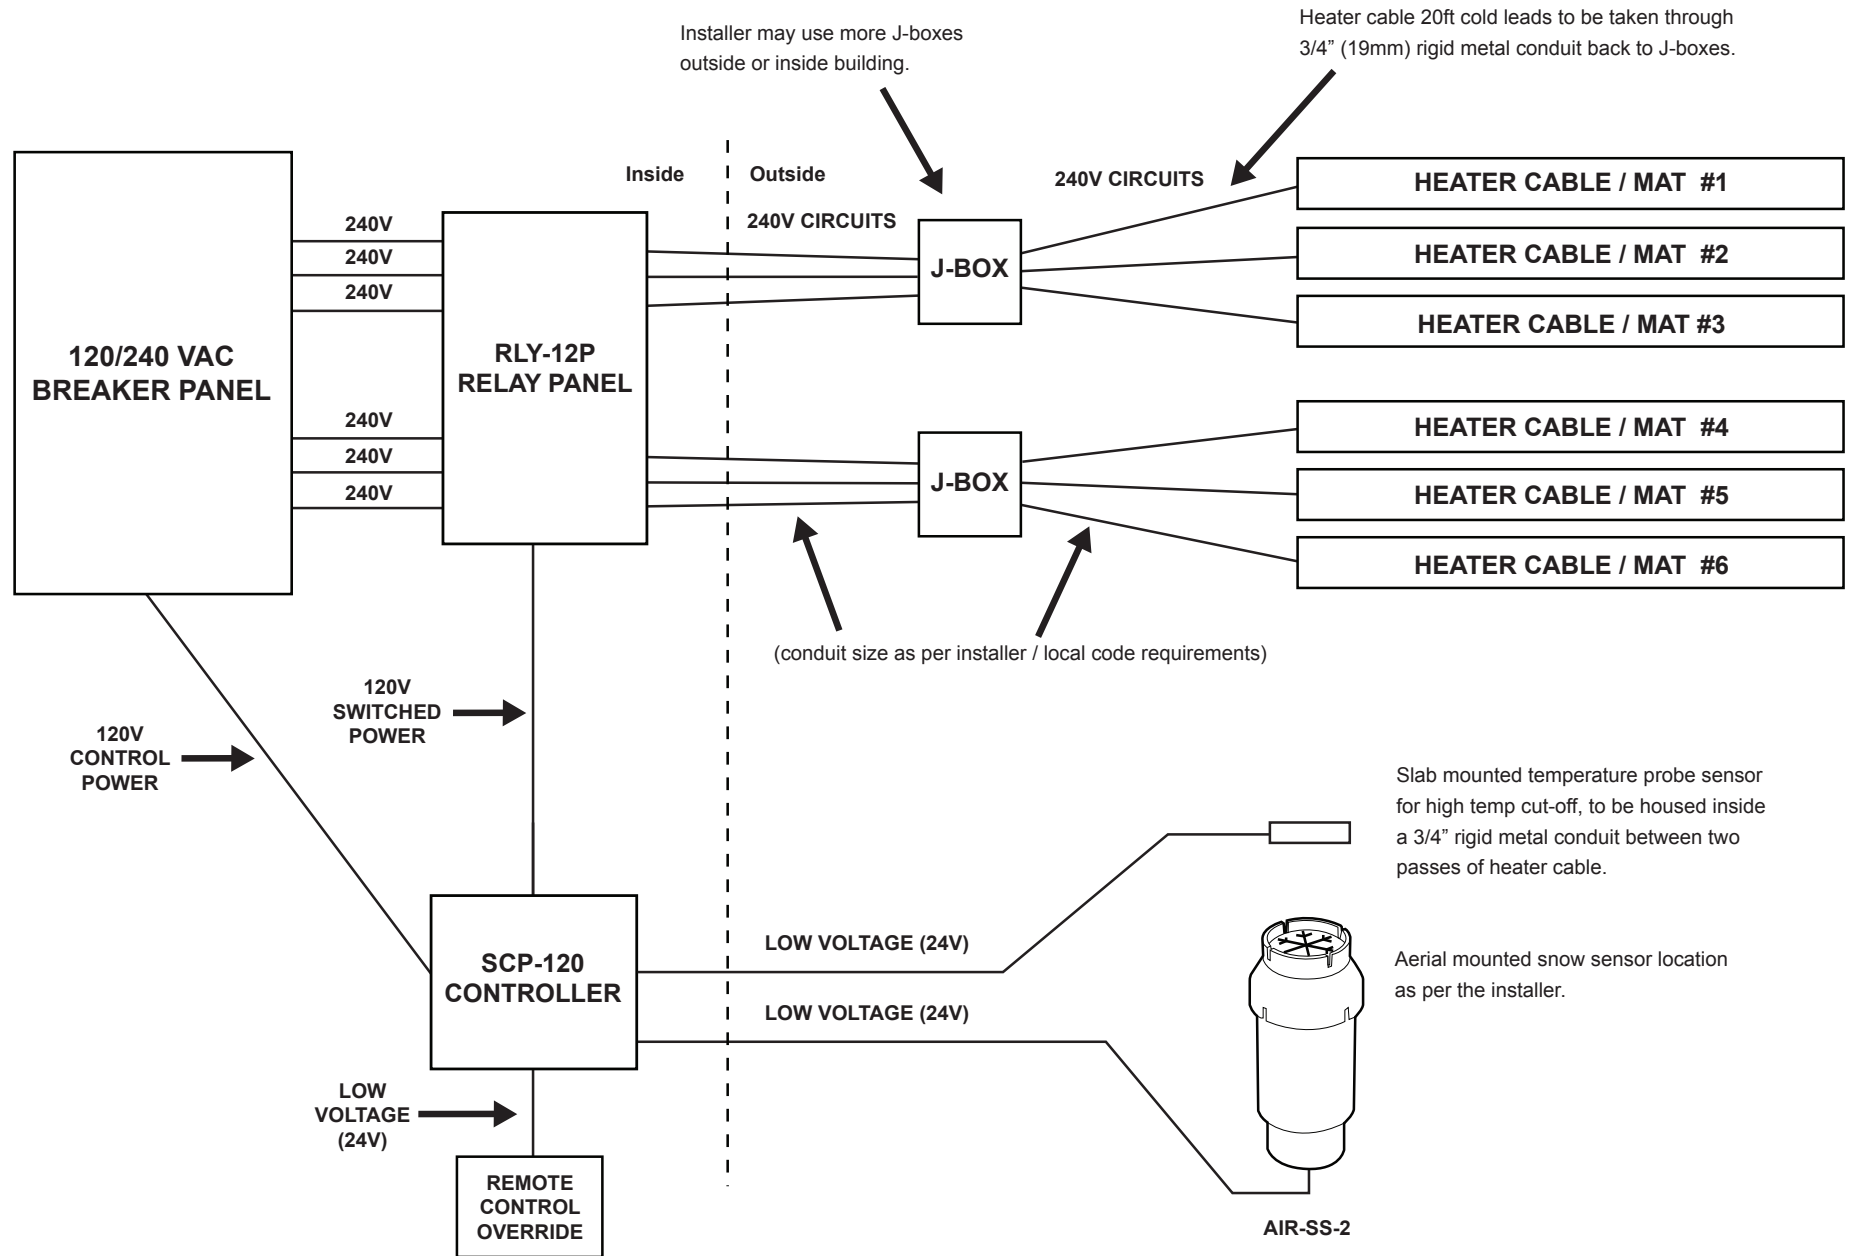 Installer may use more J-boxes
outside or inside building.
Heater cable 20ft cold leads to be taken through
3/4” (19mm) rigid metal conduit back to J-boxes.
Inside
Outside
240V CIRCUITS
240V CIRCUITS
120/240 VAC
BREAKER PANEL
240V
240V
240V
240V
240V
240V
RLY-12P
RELAY PANEL
J-BOX
J-BOX
HEATER CABLE / MAT #1
HEATER CABLE / MAT #2
HEATER CABLE / MAT #3
HEATER CABLE / MAT #4
HEATER CABLE / MAT #5
HEATER CABLE / MAT #6
(conduit size as per installer / local code requirements)
120V
SWITCHED
POWER
120V
CONTROL
POWER
Slab mounted temperature probe sensor
for high temp cut-off, to be housed inside
a 3/4” rigid metal conduit between two
passes of heater cable.
SCP-120
CONTROLLER
LOW VOLTAGE (24V)
LOW VOLTAGE (24V)
Aerial mounted snow sensor location
as per the installer.
LOW
VOLTAGE
(24V)
REMOTE
CONTROL
OVERRIDE
AIR-SS-2